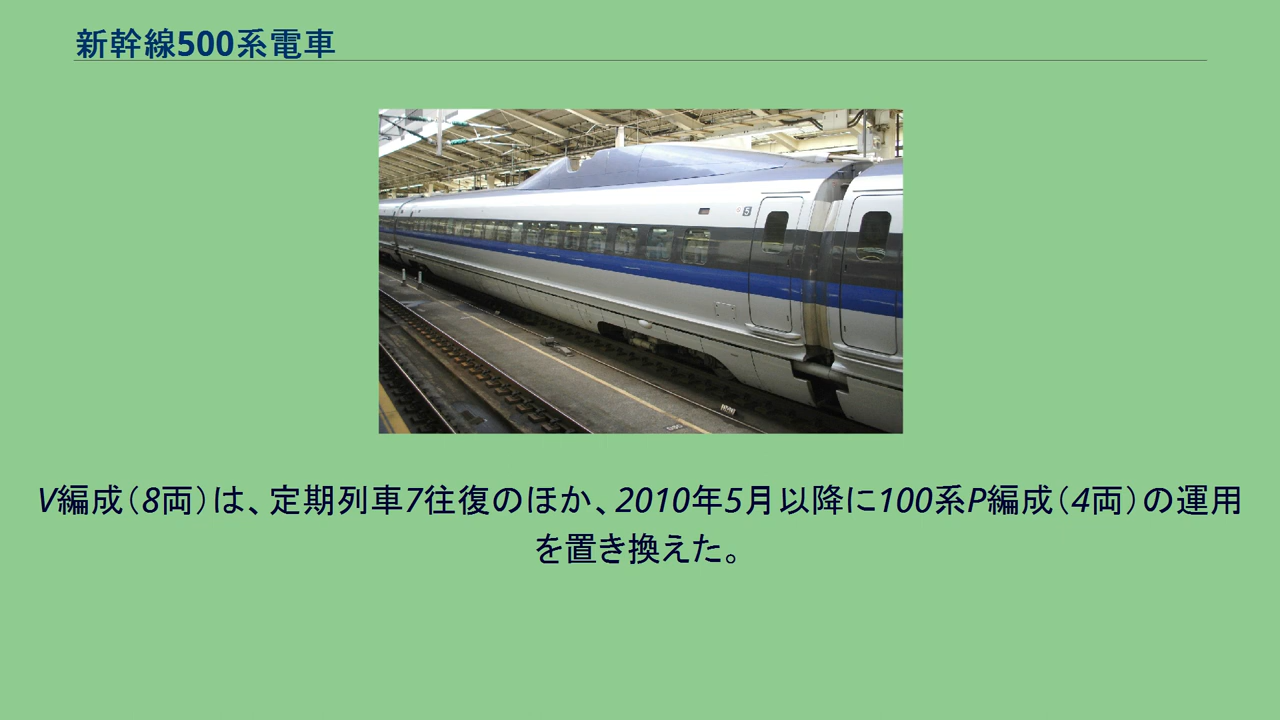 新幹線500系電車
5
V編成（8両）は、定期列車7往復のほか、2010年5月以降に100系P編成（4両）の運用
を置き換えた。